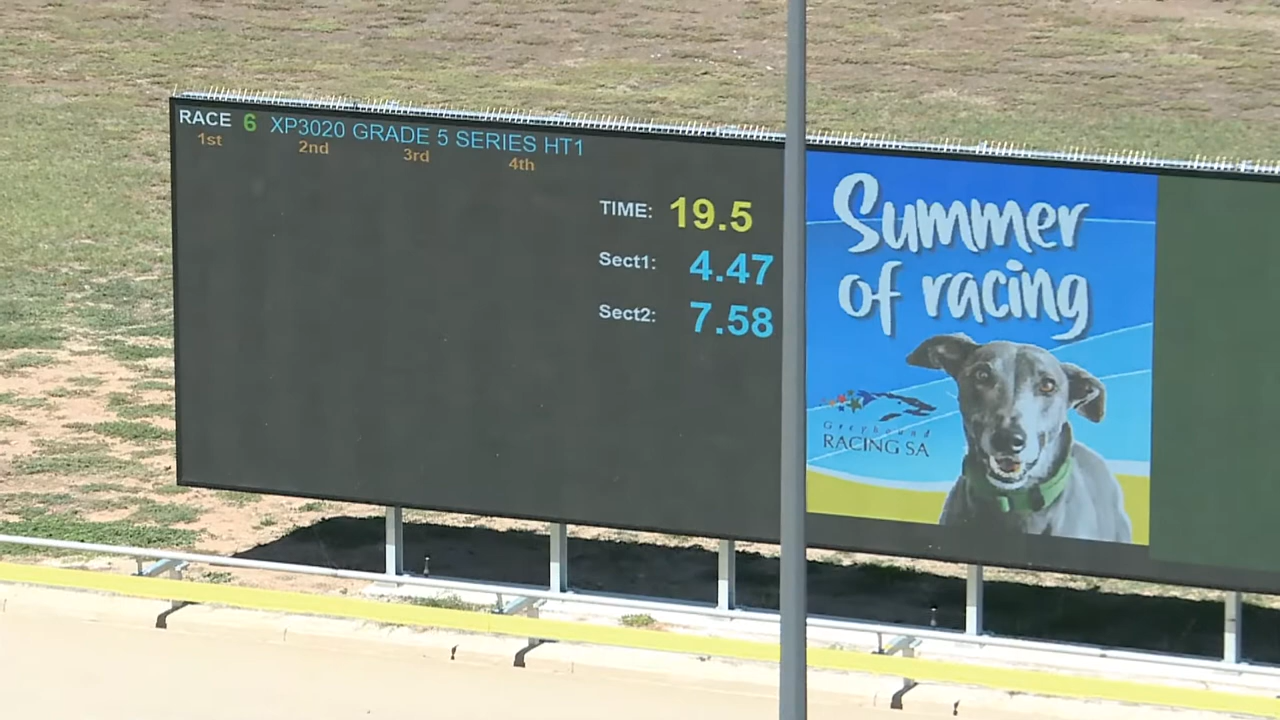 RACE 6 XP3020 GRADE 5 SERIES HT1
1st 2nd 3rd 4th
TIME: 19.5
Sect1: 4.47
Sect2: 7.58
Summer
of racing
Greyhound
RACING SA